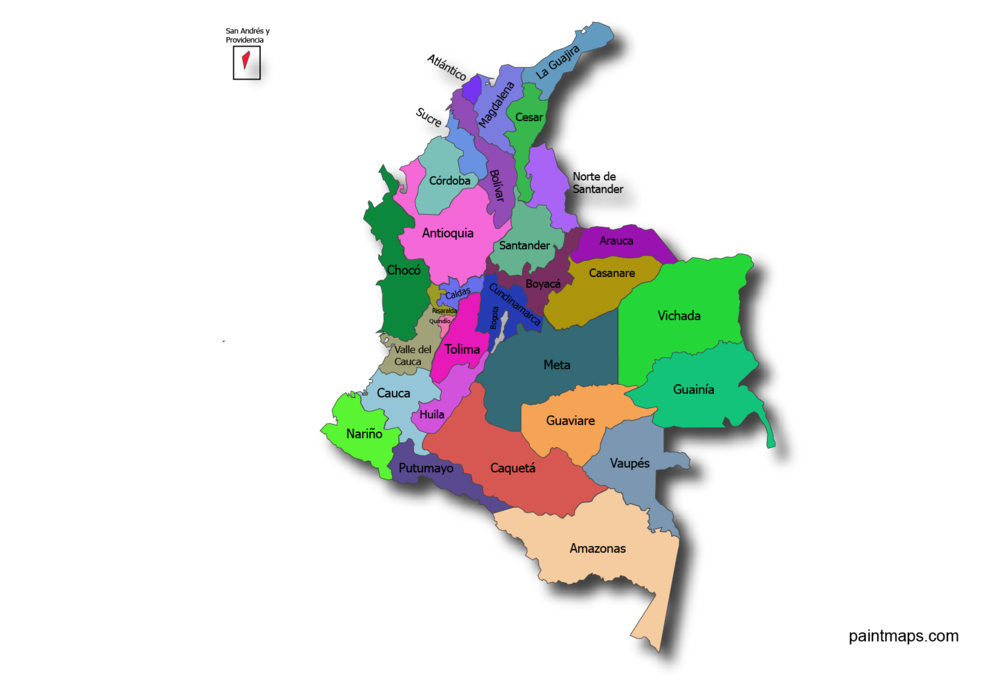 San Andrés y
Providencia
La Guajira
Atlántico
Magdalena
Cesar
Sucre
Norte de
Santander
Córdoba
Bolívar
Antioquia
Santander
Arauca
Chocó
Casanare
Boyacá
Caldas
Cundinamarca
Risaralda
Quindío
Bogota
Vichada
Valle del
Cauca
Tolima
Meta
Guainía
Cauca
Huila
Guaviare
Nariño
Putumayo
Caquetá
Vaupés
Amazonas
paintmaps.com